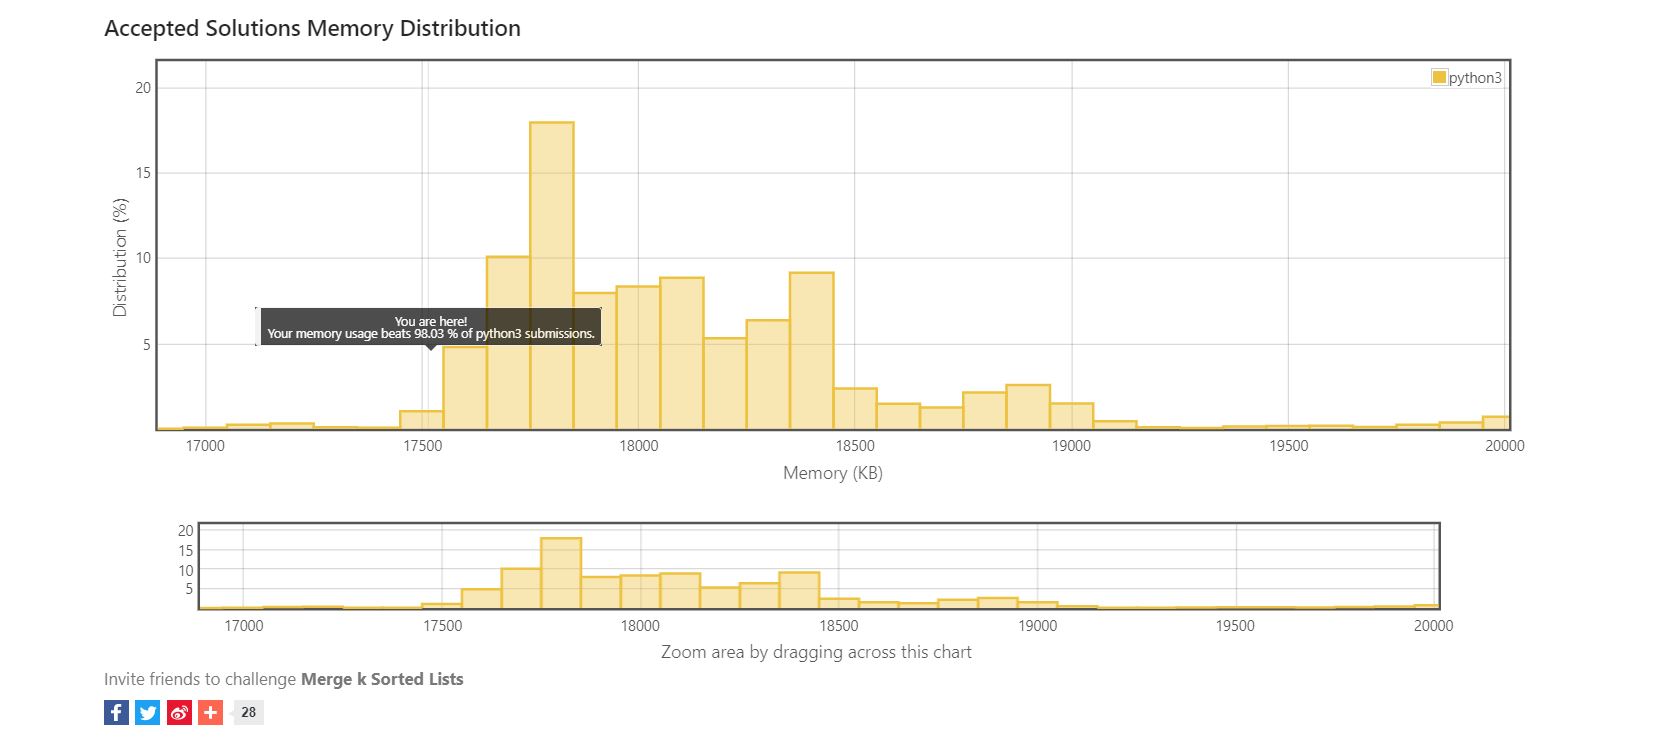 Accepted Solutions Memory Distribution
python3
20
15
10
5
Distribution (%)
You are here!
Your memory usage beats 98.03 % of python3 submissions.
17000 17500 18000 18500 19000 19500 20000
Memory (KB)
20
15
10
5
17000 17500 18000 18500 19000 19500 20000
Zoom area by dragging across this chart
Invite friends to challenge Merge k Sorted Lists
28